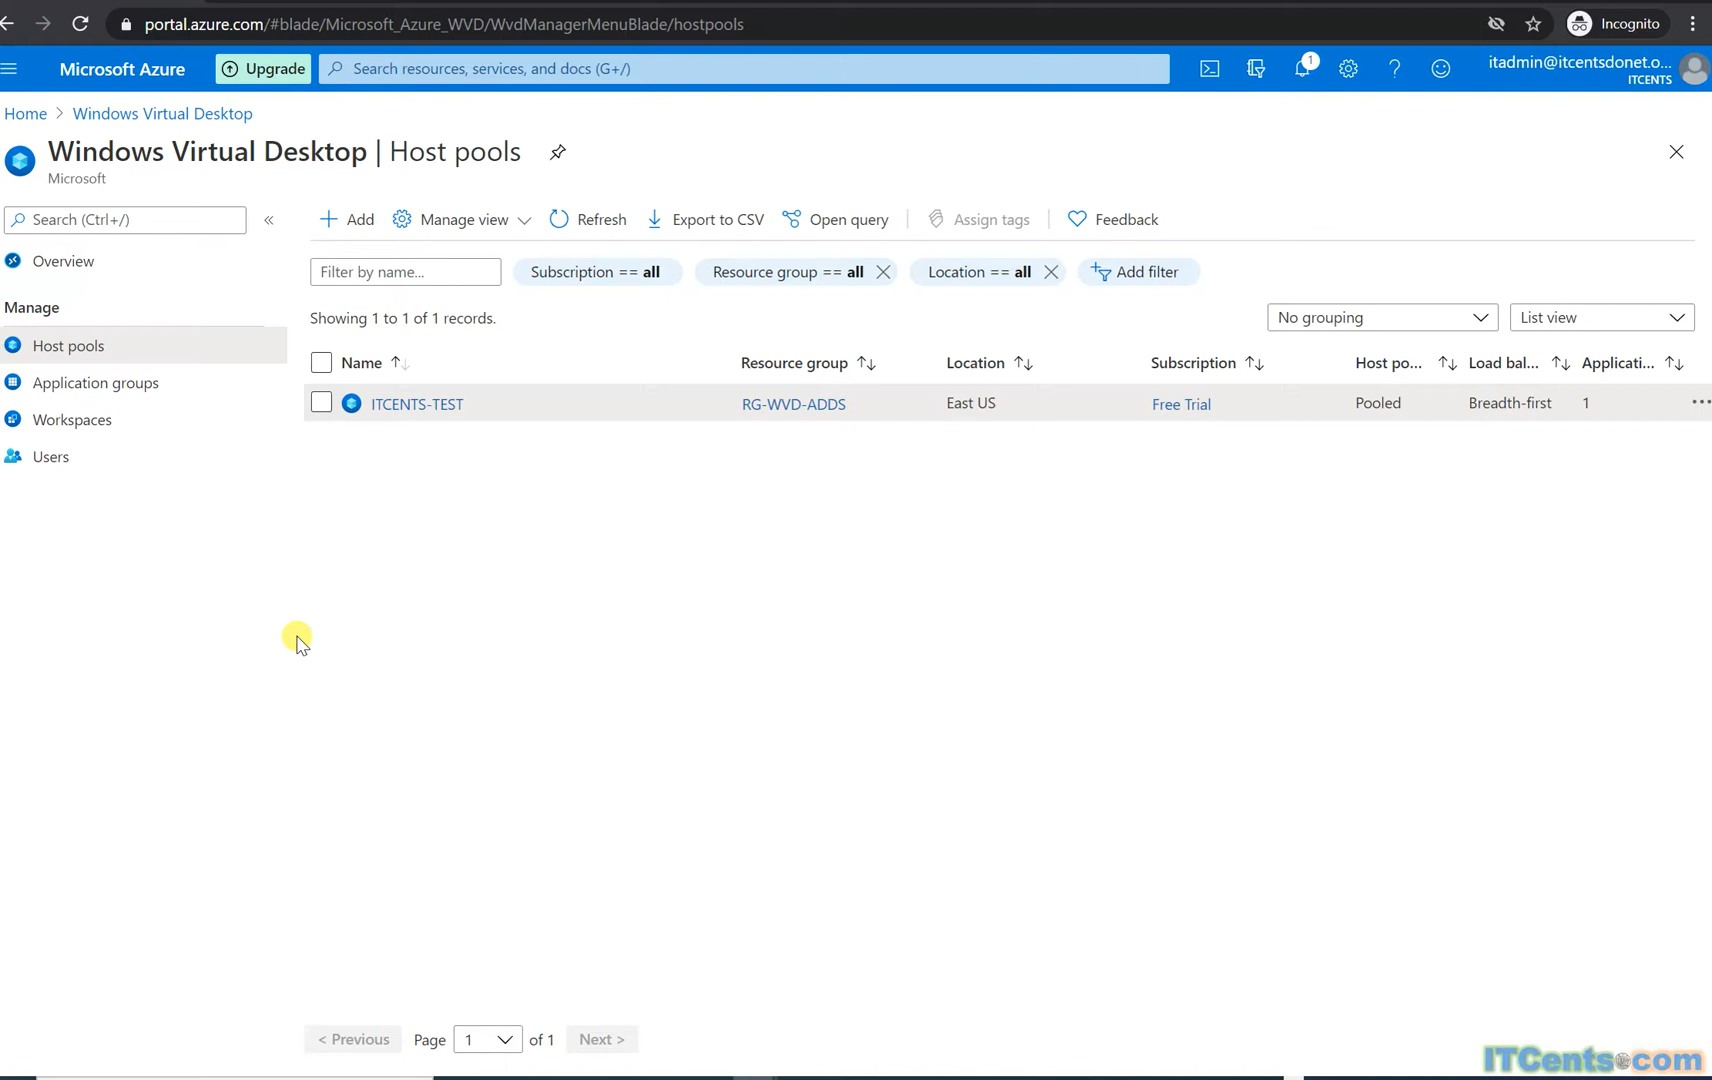 portal.azure.com/#blade/Microsoft_Azure_WVD/WvdManagerMenuBlade/hostpools
Incognito
Microsoft Azure
Upgrade
Search resources, services, and docs (G+/)
1
itadmin@itcentsdonet.o...
ITCENTS
Home > Windows Virtual Desktop
Windows Virtual Desktop | Host pools
Microsoft
Search (Ctrl+/)
«
Add
Manage view
Refresh
Export to CSV
Open query
Assign tags
Feedback
Overview
Manage
Host pools
Application groups
Workspaces
Users
Filter by name...
Subscription == all
Resource group == all
Location == all
Add filter
Showing 1 to 1 of 1 records.
No grouping
List view
Name Resource group Location Subscription Host po... Load bal... Applicati...
ITCENTS-TEST RG-WVD-ADDS East US Free Trial Pooled Breadth-first 1
< Previous Page 1 of 1 Next >
ITCents.com